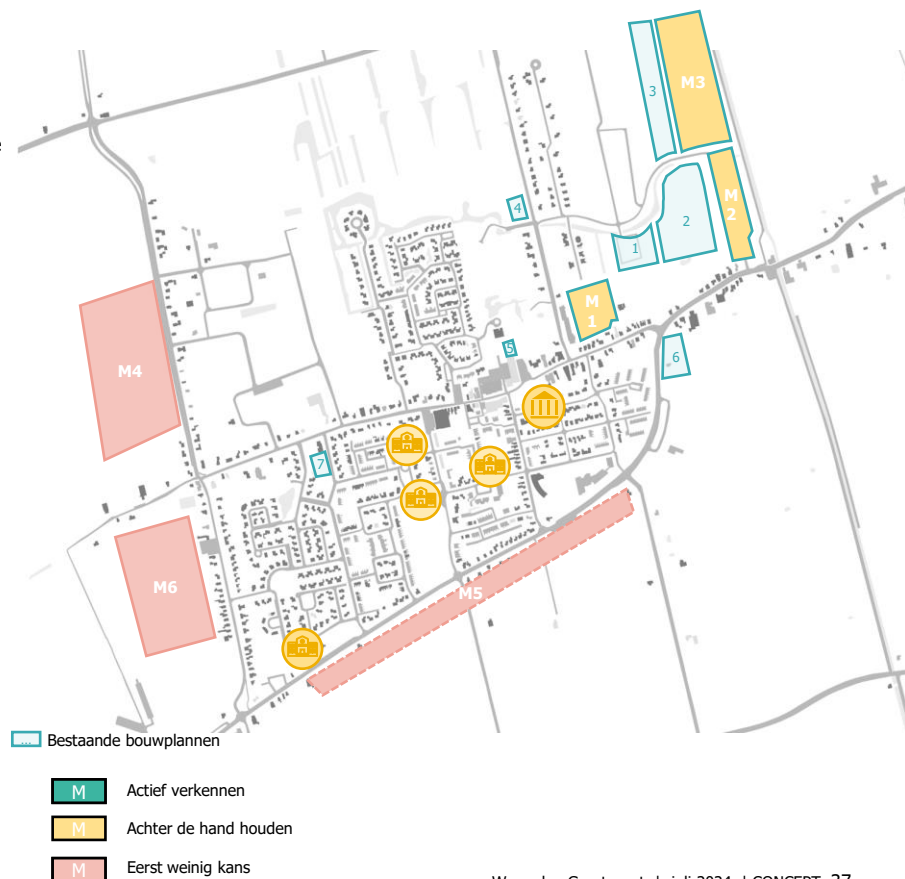 e
M3
3
4
M
2
2
1
M
1
M4
5
6
7
M5
M6
... Bestaande bouwplannen
M Actief verkennen
M Achter de hand houden
M Eerst weinig kans
27